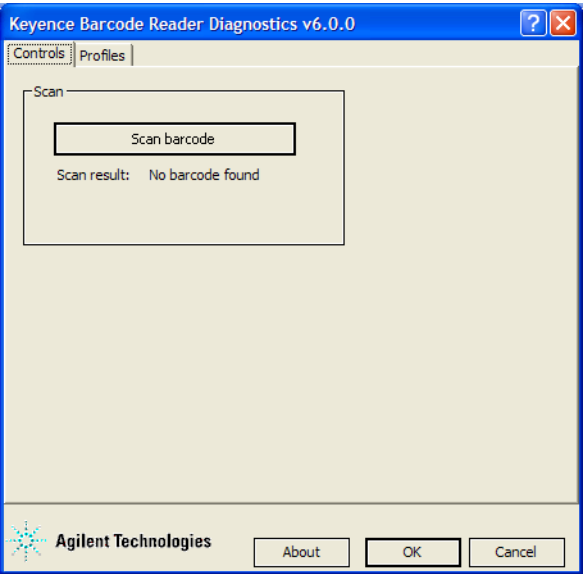 Keyence Barcode Reader Diagnostics v6.0.0
Controls Profiles
Scan
Scan barcode
Scan result: No barcode found
Agilent Technologies
About OK Cancel